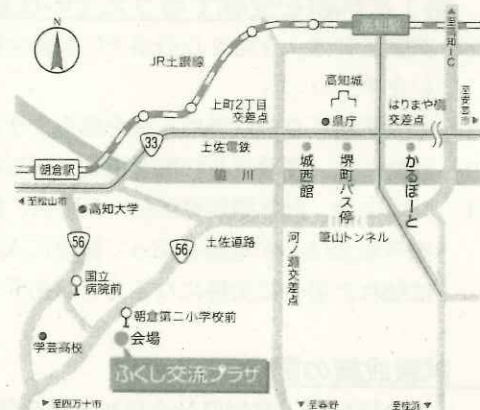 N
高知駅
▲至高知IC
JR土讃線
高知城
上町2丁目
交差点
●県庁
はりまや橋
交差点
至安芸市▶
33
土佐電鉄
鏡川
朝倉駅
城西館
堺町バス停
かるぽーと
◀至松山市
●高知大学
56
56
土佐道路
河ノ瀬交差点
筆山トンネル
国立
病院前
朝倉第二小学校前
会場
学芸高校
ふくし交流プラザ
▶至四万十市
▼至春野
▼至桂浜